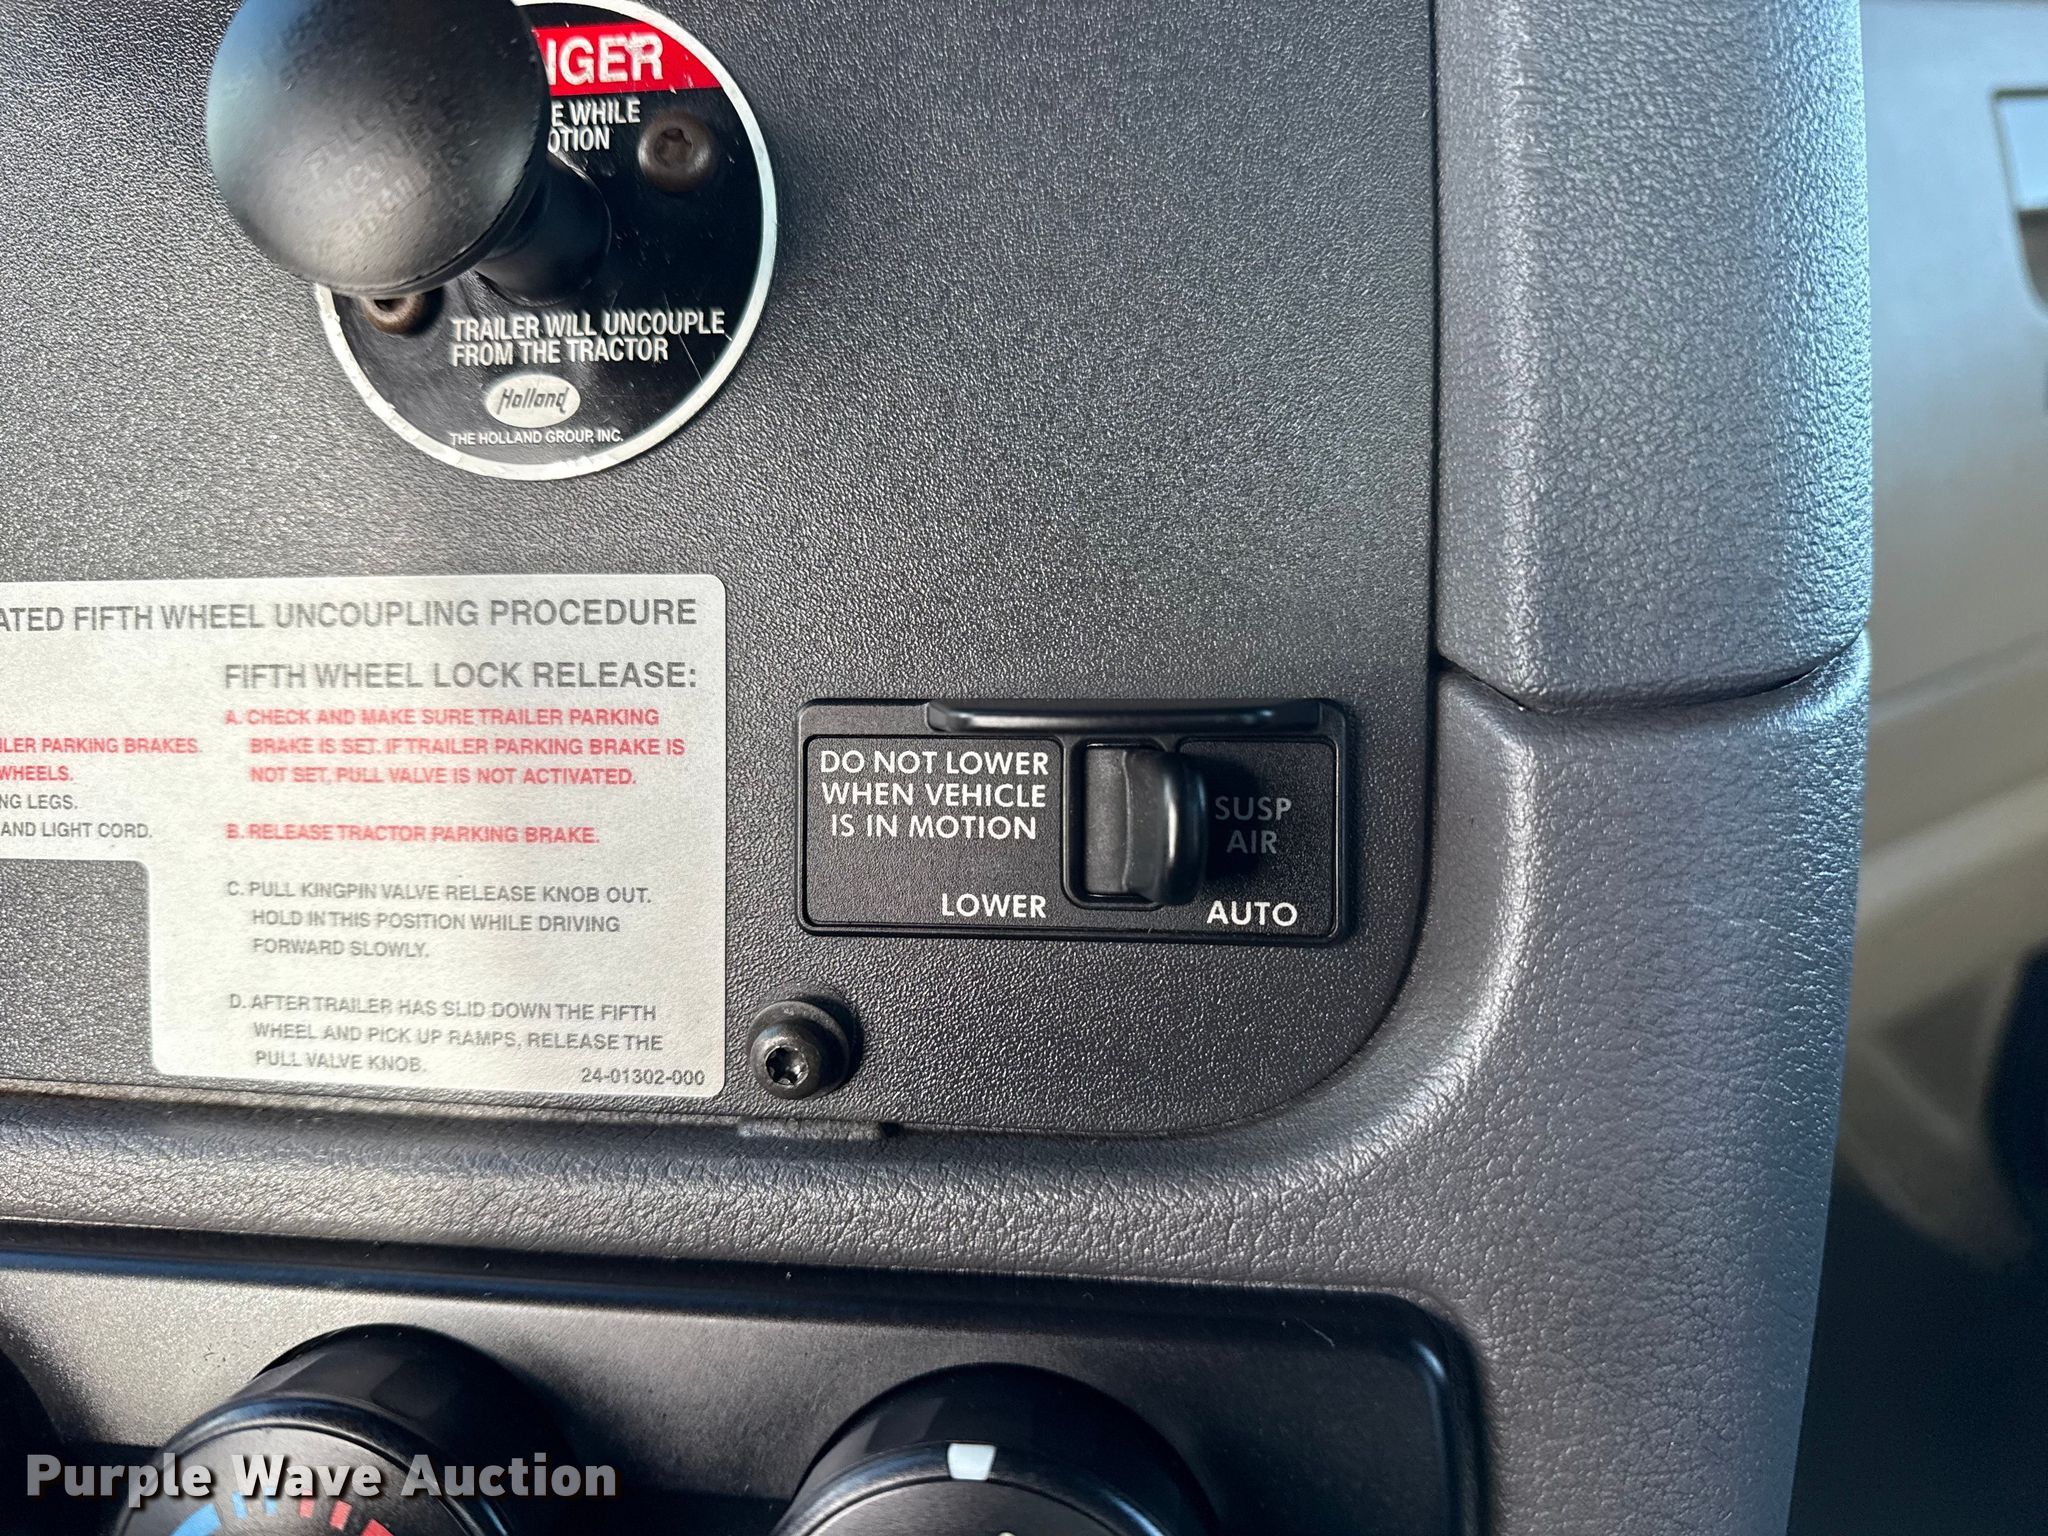 NGER
E WHILE
OTION
TRAILER WILL UNCOUPLE
FROM THE TRACTOR
Holland
THE HOLLAND GROUP, INC.
ATED FIFTH WHEEL UNCOUPLING PROCEDURE
ILER PARKING BRAKES.
WHEELS.
NG LEGS.
AND LIGHT CORD.
FIFTH WHEEL LOCK RELEASE:
A. CHECK AND MAKE SURE TRAILER PARKING
BRAKE IS SET. IF TRAILER PARKING BRAKE IS
NOT SET, PULL VALVE IS NOT ACTIVATED.
B. RELEASE TRACTOR PARKING BRAKE.
C. PULL KINGPIN VALVE RELEASE KNOB OUT.
HOLD IN THIS POSITION WHILE DRIVING
FORWARD SLOWLY.
D. AFTER TRAILER HAS SLID DOWN THE FIFTH
WHEEL AND PICK UP RAMPS, RELEASE THE
PULL VALVE KNOB.
24-01302-000
DO NOT LOWER
WHEN VEHICLE
IS IN MOTION
LOWER
SUSP
AIR
AUTO
Purple Wave Auction